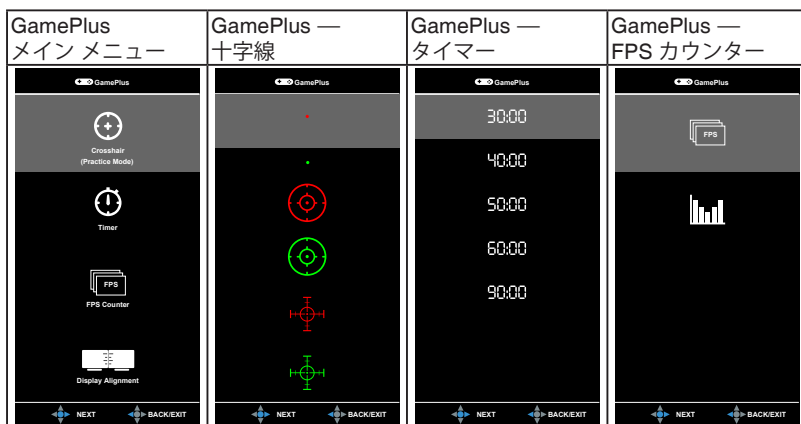 GamePlus
メイン メニュー
GamePlus —
十字線
GamePlus —
タイマー
GamePlus —
FPS カウンター
GamePlus
Crosshair
(Practice Mode)
Timer
FPS
FPS Counter
Display Alignment
NEXT BACK/EXIT
GamePlus
NEXT BACK/EXIT
GamePlus
30:00
40:00
50:00
60:00
90:00
NEXT BACK/EXIT
GamePlus
FPS
NEXT BACK/EXIT